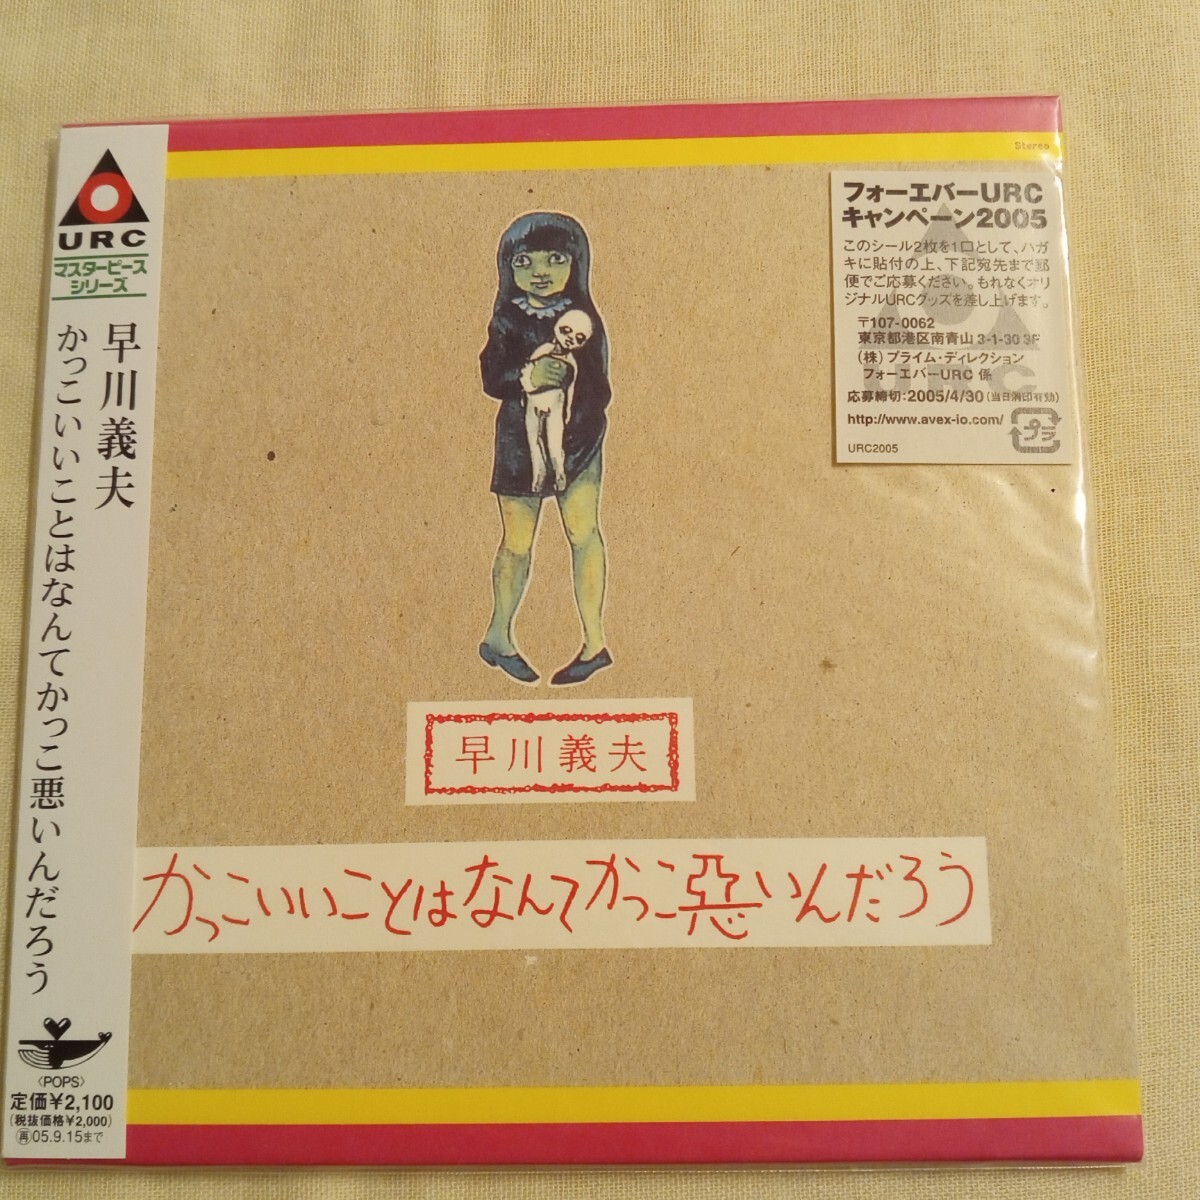 URC
マスターピース
シリーズ
早川義夫
かっこいいことはなんてかっこ悪いんだろう
〈POPS〉
定価¥2,100
(税抜価格¥2,000)
再05.9.15まで
Stereo
フォーエバーURC
キャンペーン2005
このシール2枚を1口として、ハガ
キに貼付の上、下記宛先まで郵
便でご応募ください。もれなくオリ
ジナルURCグッズを差し上げます。
〒107-0062
東京都港区南青山 3-1-30 3F
(株)プライム・ディレクション
フォーエバーURC 係
応募締切：2005/4/30(当日消印有効)
http://www.avex-io.com/
プラ
URC2005
URC
早川義夫
かっこいいことはなんてかっこ惡いんだろう